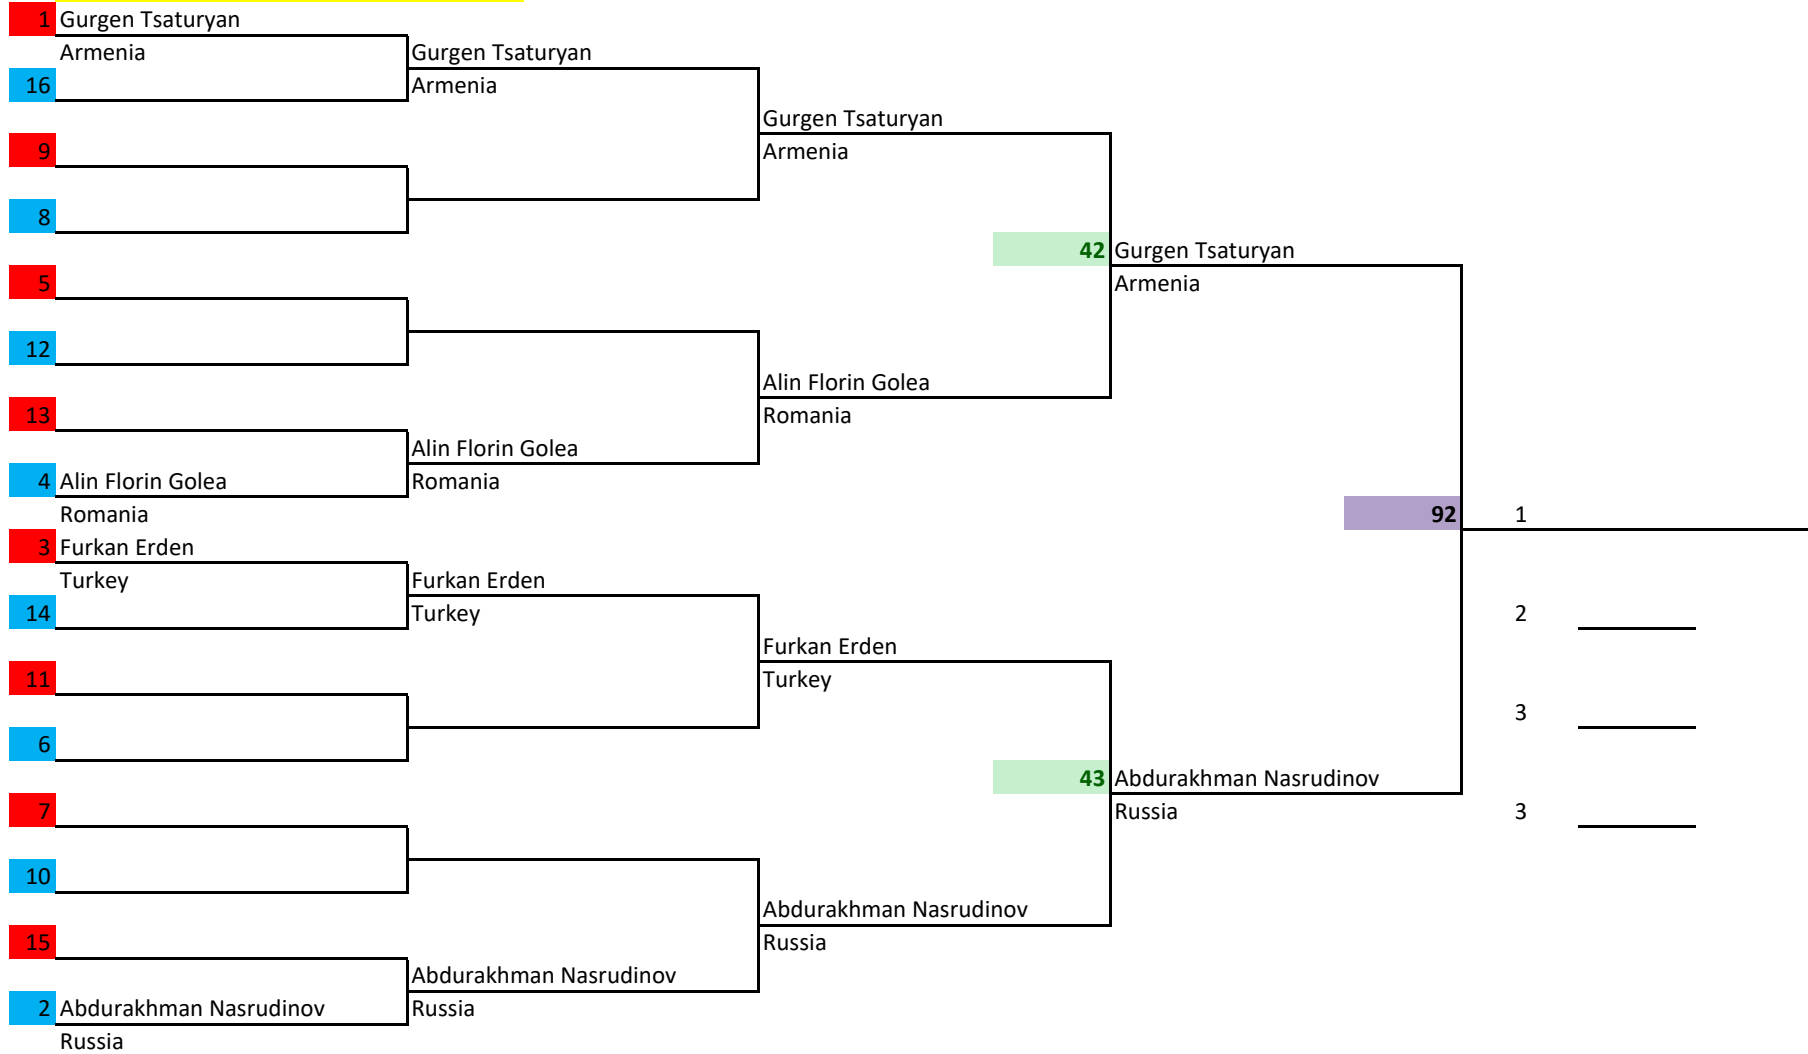 1 Gurgen Tsaturyan
Armenia
Gurgen Tsaturyan
16
Armenia
Gurgen Tsaturyan
9
Armenia
8
42 Gurgen Tsaturyan
5
Armenia
12
Alin Florin Golea
13
Romania
Alin Florin Golea
4 Alin Florin Golea
Romania
Romania
92 1
3 Furkan Erden
Turkey
Furkan Erden
14
Turkey
2
Furkan Erden
11
Turkey
3
6
43 Abdurakhman Nasrudinov
7
Russia
3
10
Abdurakhman Nasrudinov
15
Russia
Abdurakhman Nasrudinov
2 Abdurakhman Nasrudinov
Russia
Russia